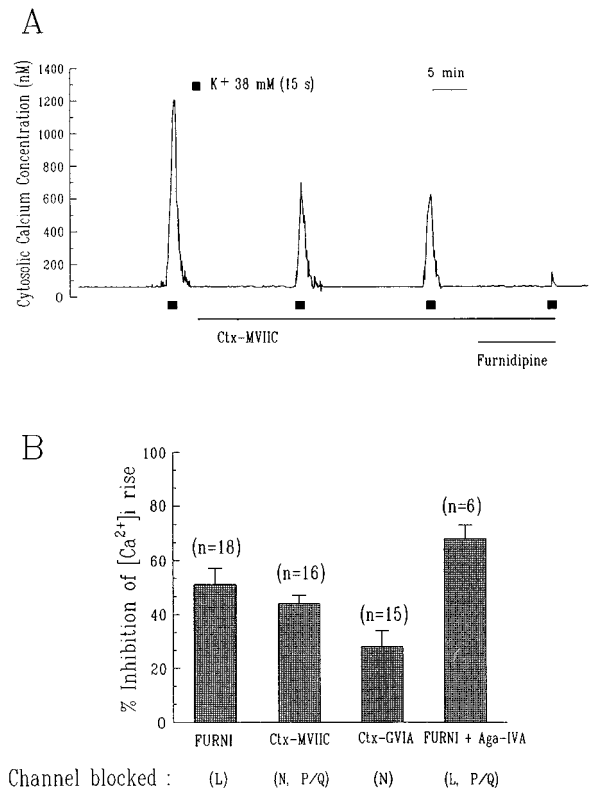 A
Cytosolic Calcium Concentration (nM)
1400
1200
1000
800
600
400
200
0
■ K+ 38 mM (15 s)
5 min
Ctx-MVIIC
Furnidipine
B
% Inhibition of [Ca²⁺]i rise
100
80
60
40
20
0
(n=18)
(n=16)
(n=15)
(n=6)
FURNI Ctx-MVIIC Ctx-GVIA FURNI + Aga-IVA
Channel blocked : (L) (N, P/Q) (N) (L, P/Q)